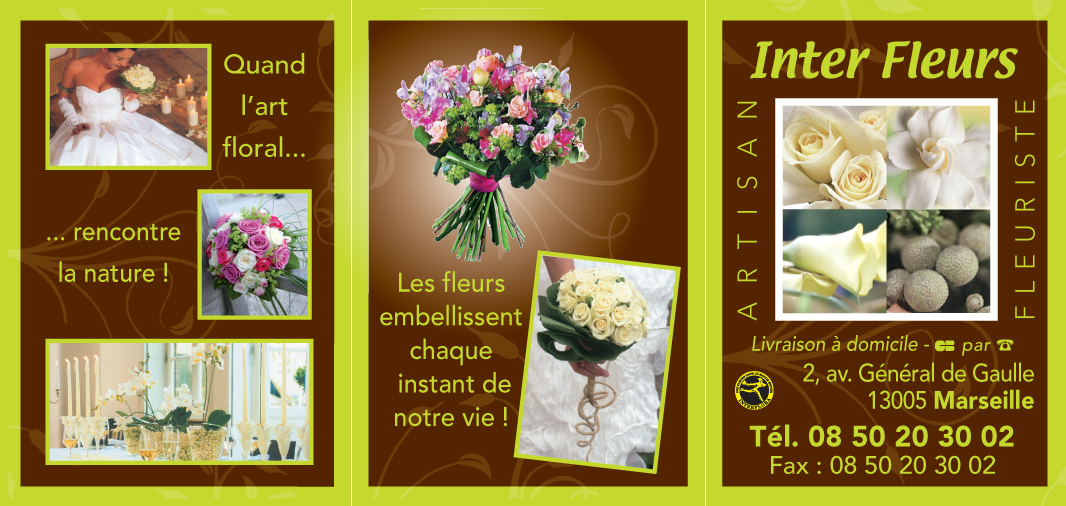 Quand
l'art
floral...
... rencontre
la nature !
Les fleurs
embellissent
chaque
instant de
notre vie !
Inter Fleurs
ARTISAN
FLEURISTE
Livraison à domicile - par
2, av. Général de Gaulle
13005 Marseille
INTERFLORA
Tél. 08 50 20 30 02
Fax : 08 50 20 30 02